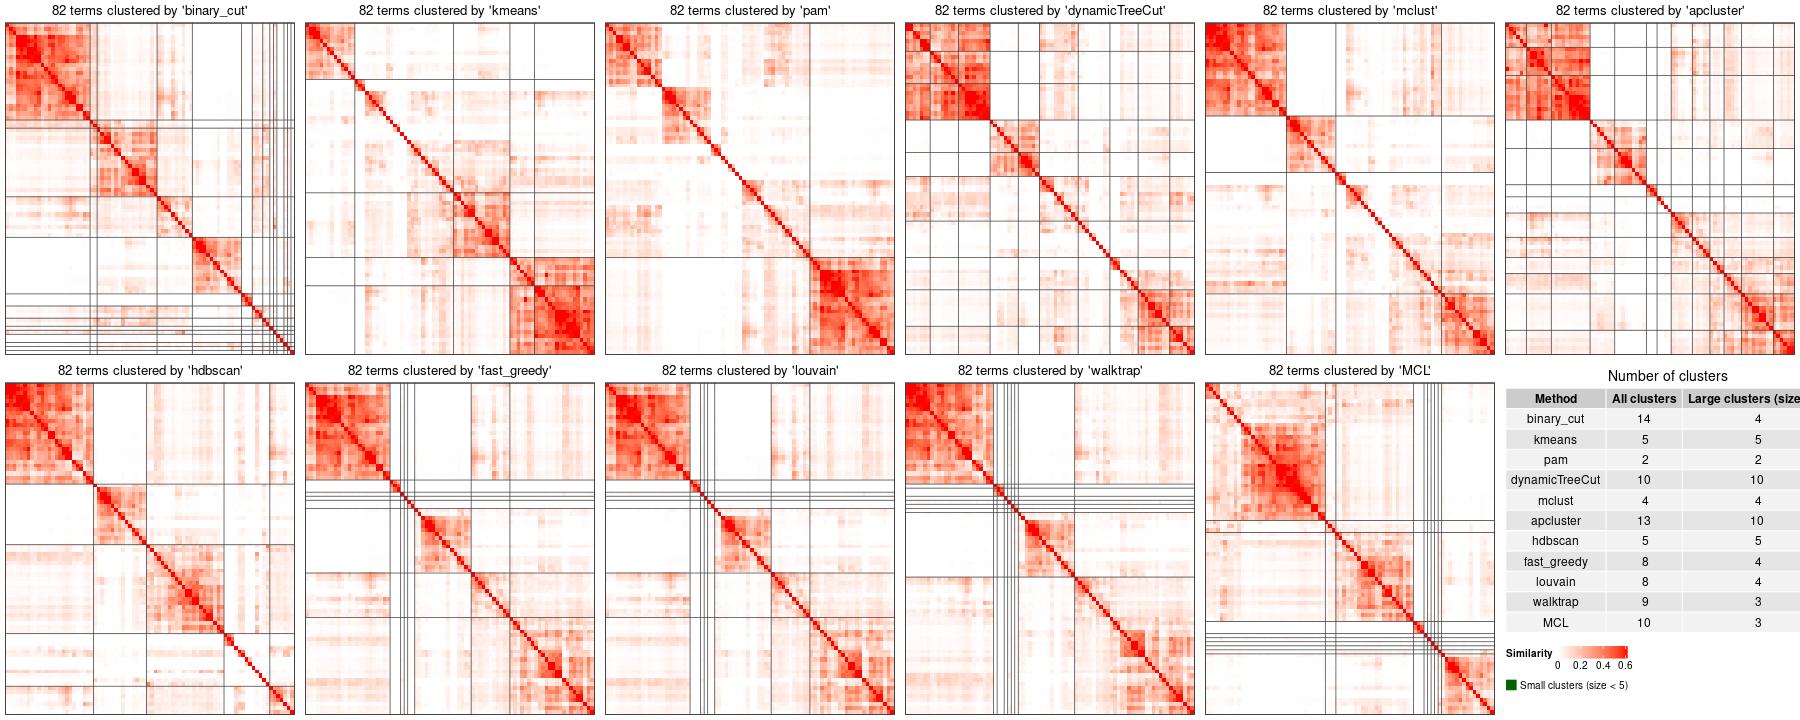 82 terms clustered by 'binary_cut'
82 terms clustered by 'kmeans'
82 terms clustered by 'pam'
82 terms clustered by 'dynamicTreeCut'
82 terms clustered by 'mclust'
82 terms clustered by 'apcluster'
82 terms clustered by 'hdbscan'
82 terms clustered by 'fast_greedy'
82 terms clustered by 'louvain'
82 terms clustered by 'walktrap'
82 terms clustered by 'MCL'
Number of clusters
Method All clusters Large clusters (size
binary_cut 14 4
kmeans 5 5
pam 2 2
dynamicTreeCut 10 10
mclust 4 4
apcluster 13 10
hdbscan 5 5
fast_greedy 8 4
louvain 8 4
walktrap 9 3
MCL 10 3
Similarity
0 0.2 0.4 0.6
Small clusters (size < 5)